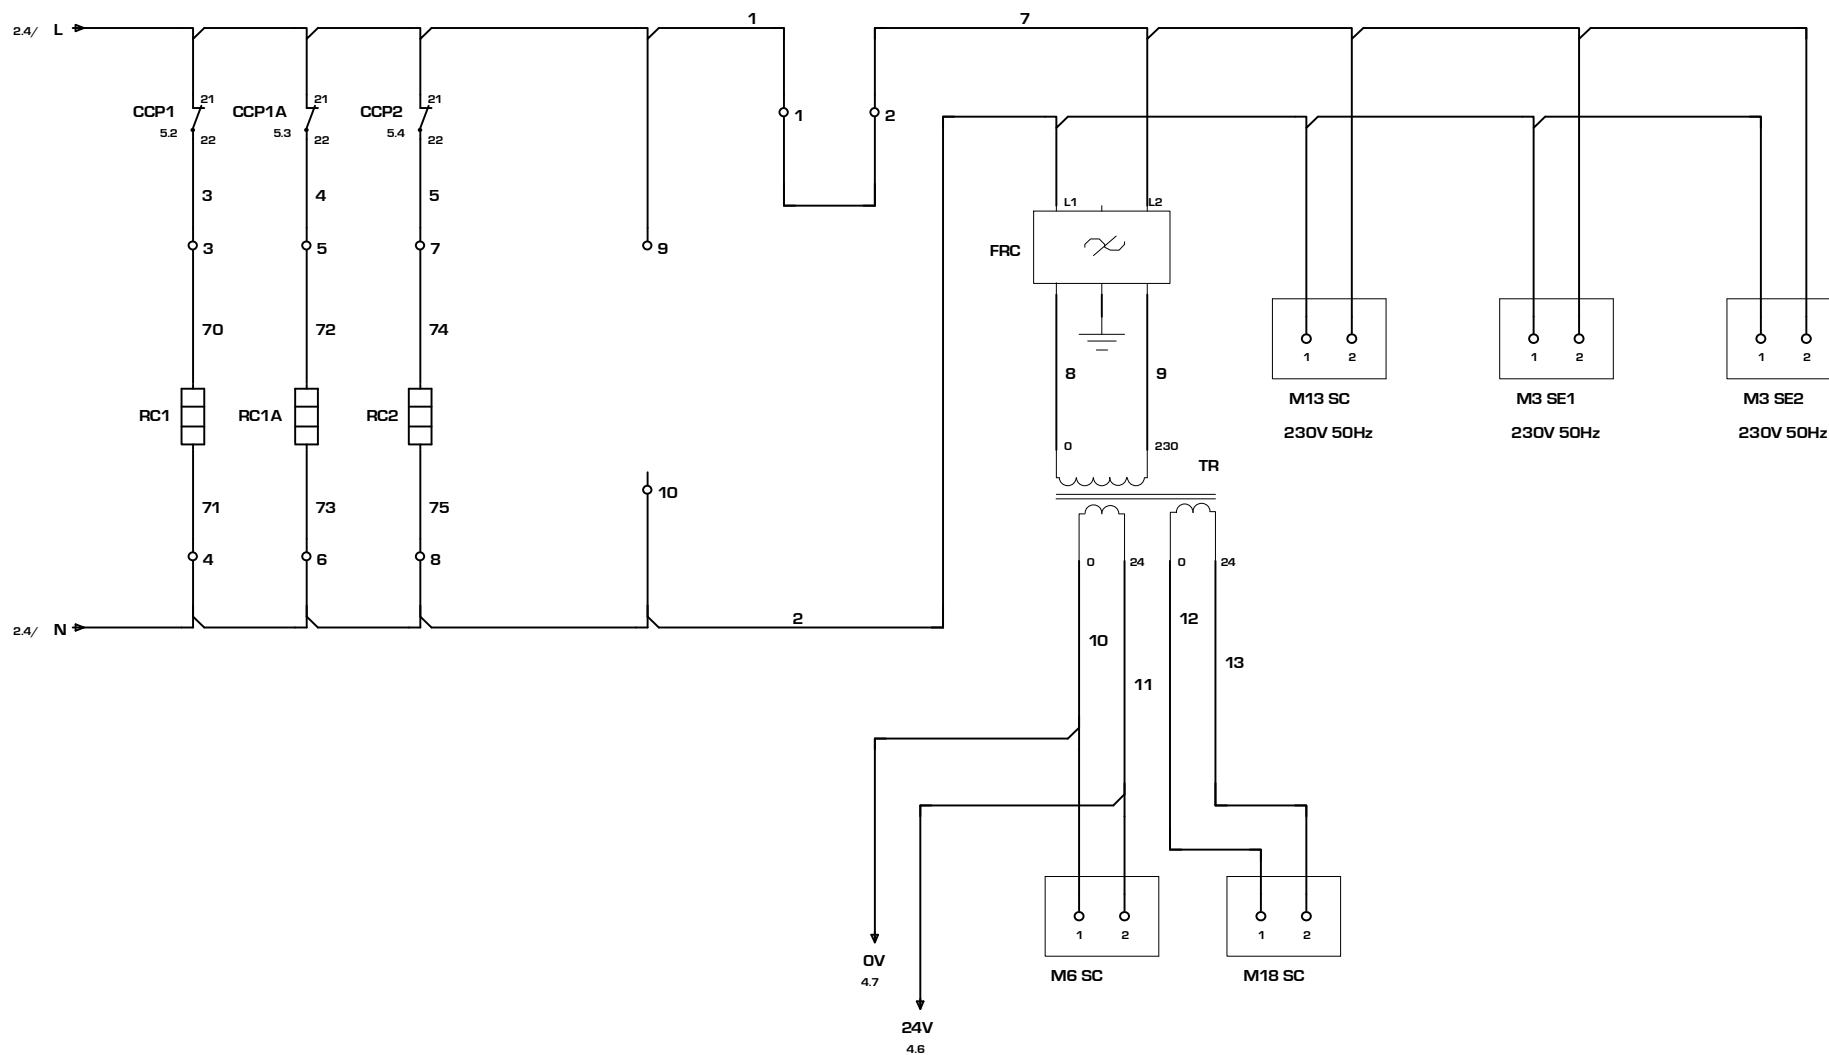 1 7
2.4/ L
CCP1 21 CCP1A 21 CCP2 21
5.2 22 5.3 22 5.4 22
1 2
3 4 5
L1 L2
3 5 7 9
FRC
70 72 74
1 2 1 2 1 2
8 9
M13 SC M3 SE1 M3 SE2
RC1 RC1A RC2
230V 50Hz 230V 50Hz 230V 50Hz
0 230
TR
10
71 73 75
4 6 8
0 24 0 24
2 12
2.4/ N
10
13
11
1 2 1 2
0V
M6 SC M18 SC
4.7
24V
4.6